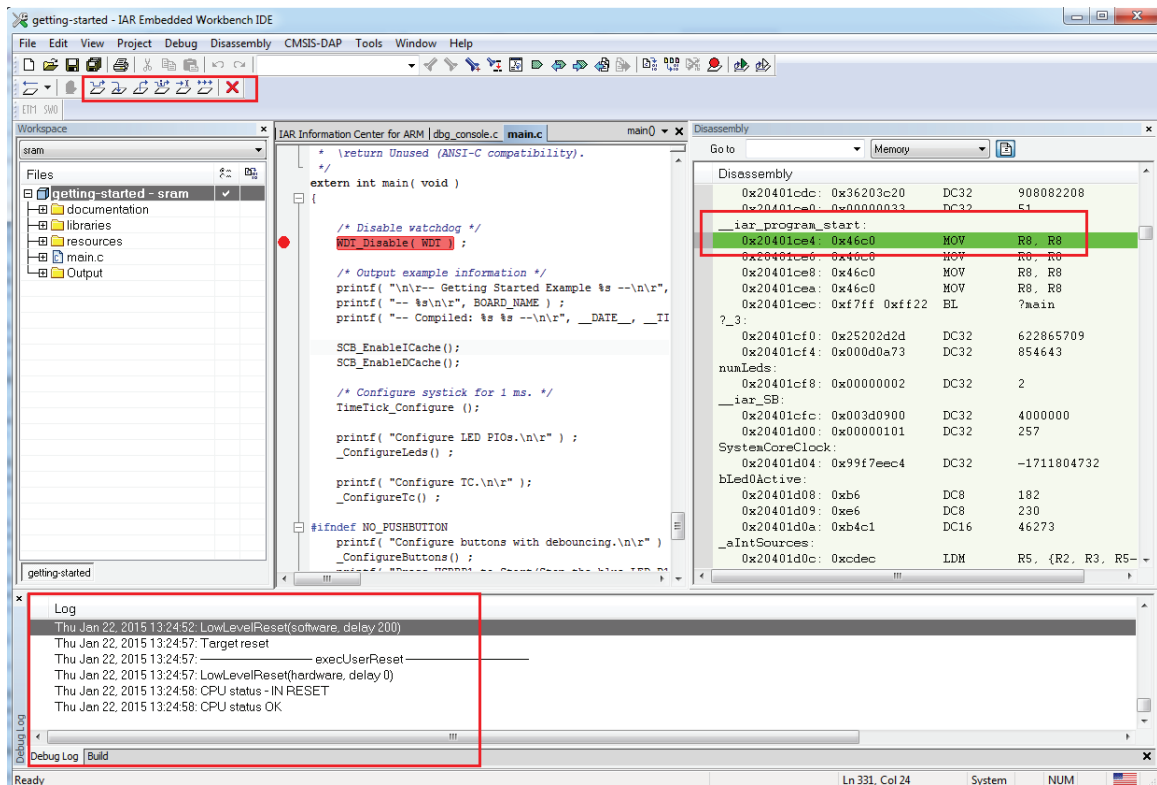 getting-started - IAR Embedded Workbench IDE
File Edit View Project Debug Disassembly CMSIS-DAP Tools Window Help
ETM SWO
Workspace
sram
Files
getting-started - sram
documentation
libraries
resources
main.c
Output
getting-started
IAR Information Center for ARM dbg_console.c main.c main()
* \return Unused (ANSI-C compatibility).
*/
extern int main( void )
{
/* Disable watchdog */
WDT_Disable( WDT ) ;
/* Output example information */
printf( "\n\r-- Getting Started Example %s --\n\r",
printf( "-- %s\n\r", BOARD_NAME ) ;
printf( "-- Compiled: %s %s --\n\r", __DATE__, __TI
SCB_EnableICache();
SCB_EnableDCache();
/* Configure systick for 1 ms. */
TimeTick_Configure ();
printf( "Configure LED PIOs.\n\r" ) ;
_ConfigureLeds() ;
printf( "Configure TC.\n\r" );
_ConfigureTc() ;
#ifndef NO_PUSHBUTTON
printf( "Configure buttons with debouncing.\n\r" )
_ConfigureButtons() ;
Disassembly
Go to Memory
Disassembly
0x20401cdc: 0x36203c20 DC32 908082208
0x20401ce0: 0x00000033 DC32 51
__iar_program_start:
0x20401ce4: 0x46c0 MOV R8, R8
0x20401ce6: 0x46c0 MOV R8, R8
0x20401ce8: 0x46c0 MOV R8, R8
0x20401cea: 0x46c0 MOV R8, R8
0x20401cec: 0xf7ff 0xff22 BL ?main
?_3:
0x20401cf0: 0x25202d2d DC32 622865709
0x20401cf4: 0x000d0a73 DC32 854643
numLeds:
0x20401cf8: 0x00000002 DC32 2
__iar_SB:
0x20401cfc: 0x003d0900 DC32 4000000
0x20401d00: 0x00000101 DC32 257
SystemCoreClock:
0x20401d04: 0x99f7eec4 DC32 -1711804732
bLed0Active:
0x20401d08: 0xb6 DC8 182
0x20401d09: 0xe6 DC8 230
0x20401d0a: 0xb4c1 DC16 46273
_aIntSources:
0x20401d0c: 0xcdec LDM R5, {R2, R3, R5-
Log
Thu Jan 22, 2015 13:24:52: LowLevelReset(software, delay 200)
Thu Jan 22, 2015 13:24:57: Target reset
Thu Jan 22, 2015 13:24:57: execUserReset
Thu Jan 22, 2015 13:24:57: LowLevelReset(hardware, delay 0)
Thu Jan 22, 2015 13:24:58: CPU status - IN RESET
Thu Jan 22, 2015 13:24:58: CPU status OK
Debug Log
Debug Log Build
Ready Ln 331, Col 24 System NUM